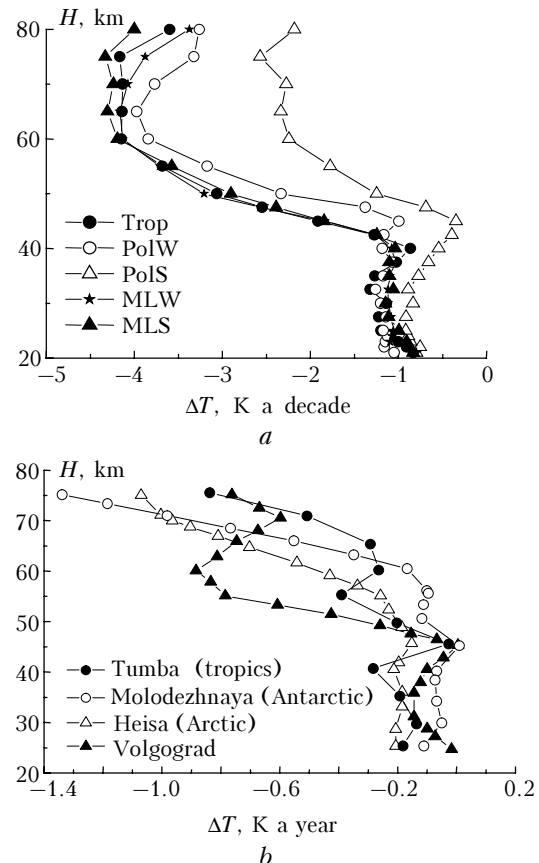 H, km
80
60
40
20
Trop
PolW
PolS
MLW
MLS
−5 −4 −3 −2 −1 0
ΔT, K a decade
a
H, km
80
70
60
50
40
30
20
Tumba (tropics)
Molodezhnaya (Antarctic)
Heisa (Arctic)
Volgograd
−1.4 −1.0 −0.6 −0.2 0.2
ΔT, K a year
b